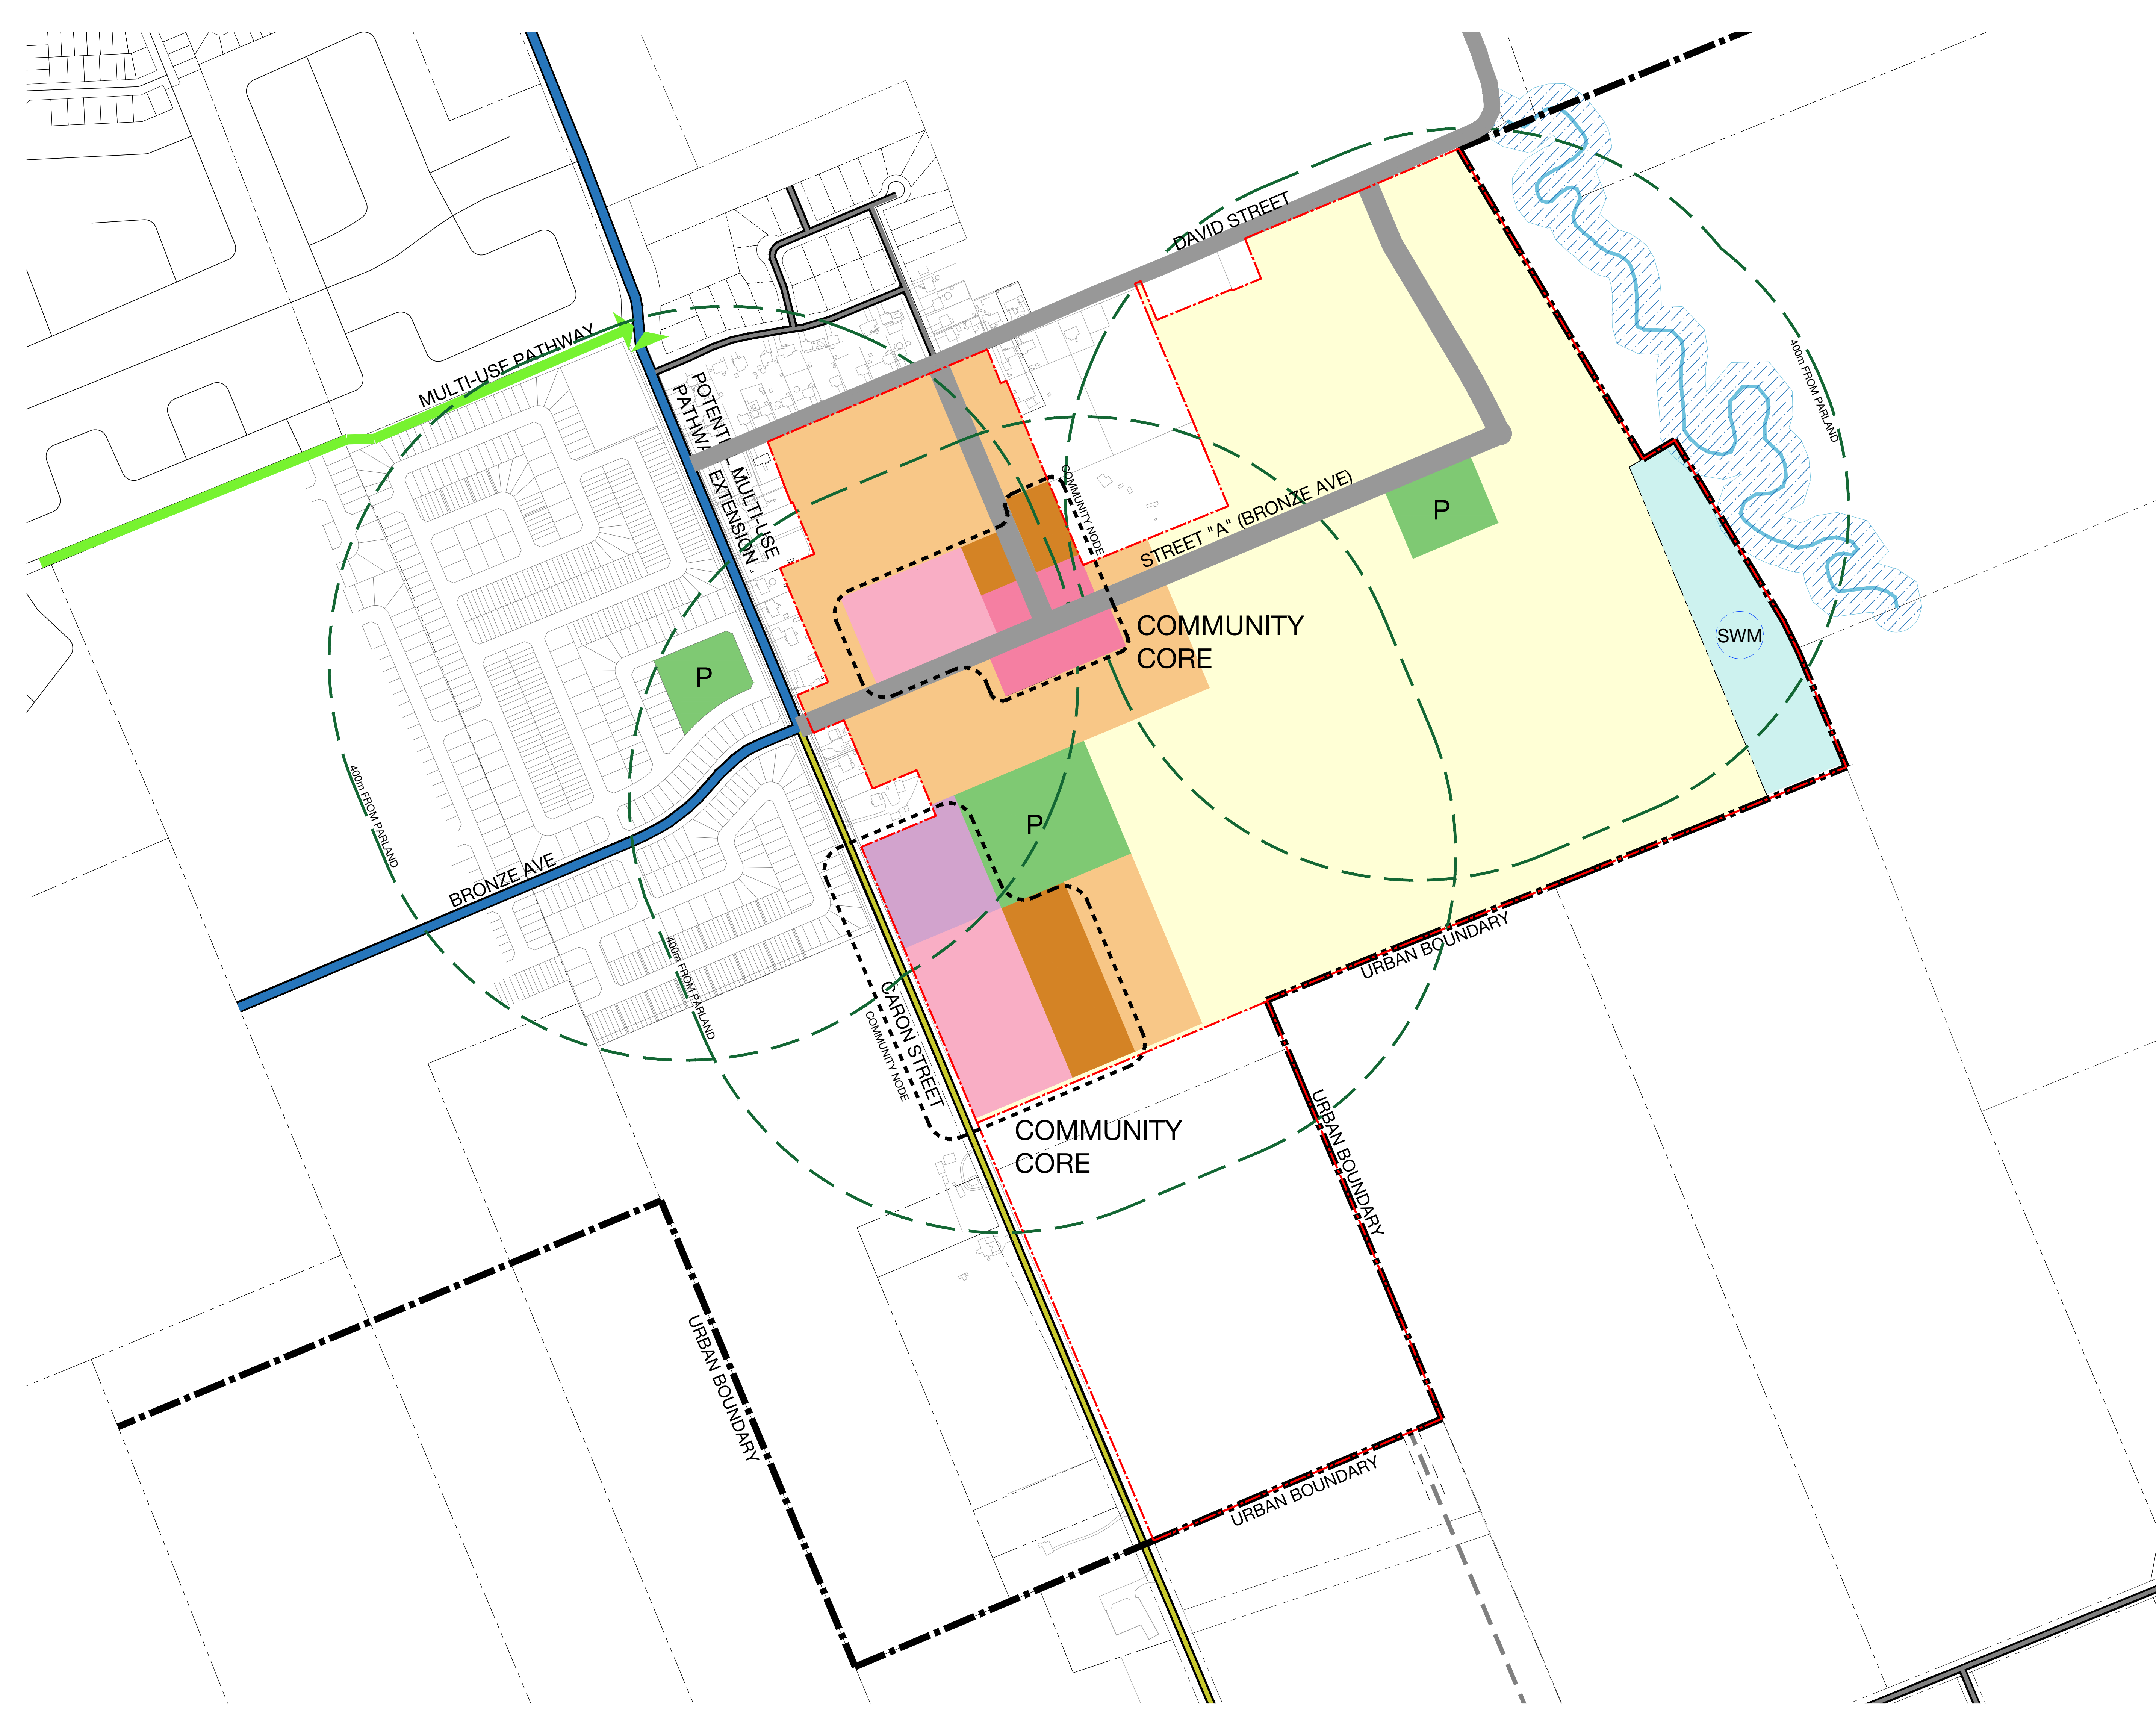 DAVID STREET
MULTI-USE PATHWAY
400m FROM PARLAND
POTENTIAL MULTI-USE
PATHWAY EXTENSION
COMMUNITY NODE
STREET "A" (BRONZE AVE)
P
COMMUNITY
CORE
SWM
P
400m FROM PARLAND
P
BRONZE AVE
400m FROM PARLAND
URBAN BOUNDARY
CARON STREET
COMMUNITY NODE
COMMUNITY
CORE
URBAN BOUNDARY
URBAN BOUNDARY
URBAN BOUNDARY